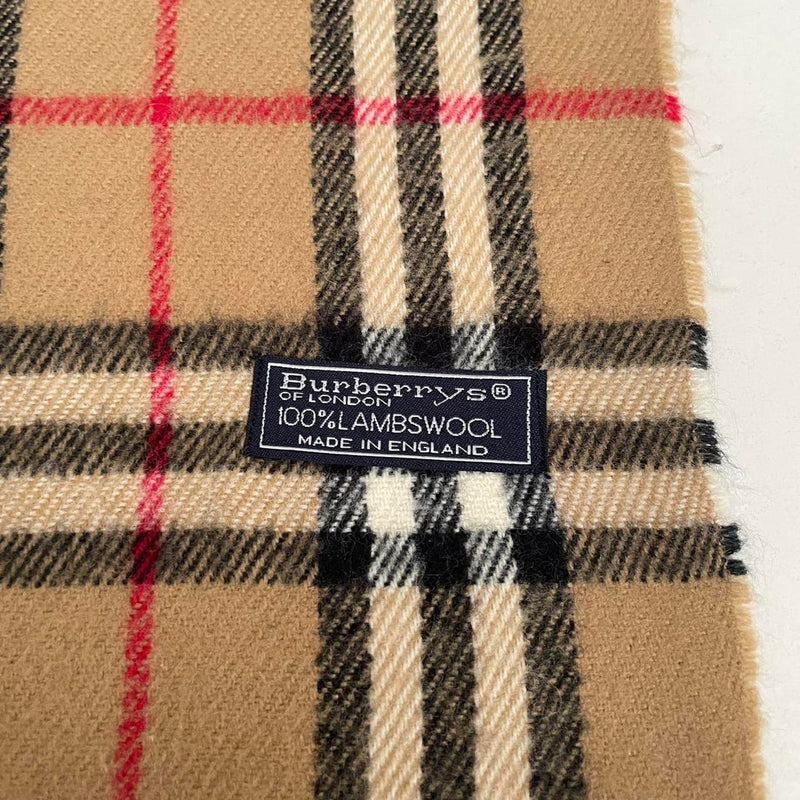 Burberrys®
OF LONDON
100%LAMBSWOOL
MADE IN ENGLAND